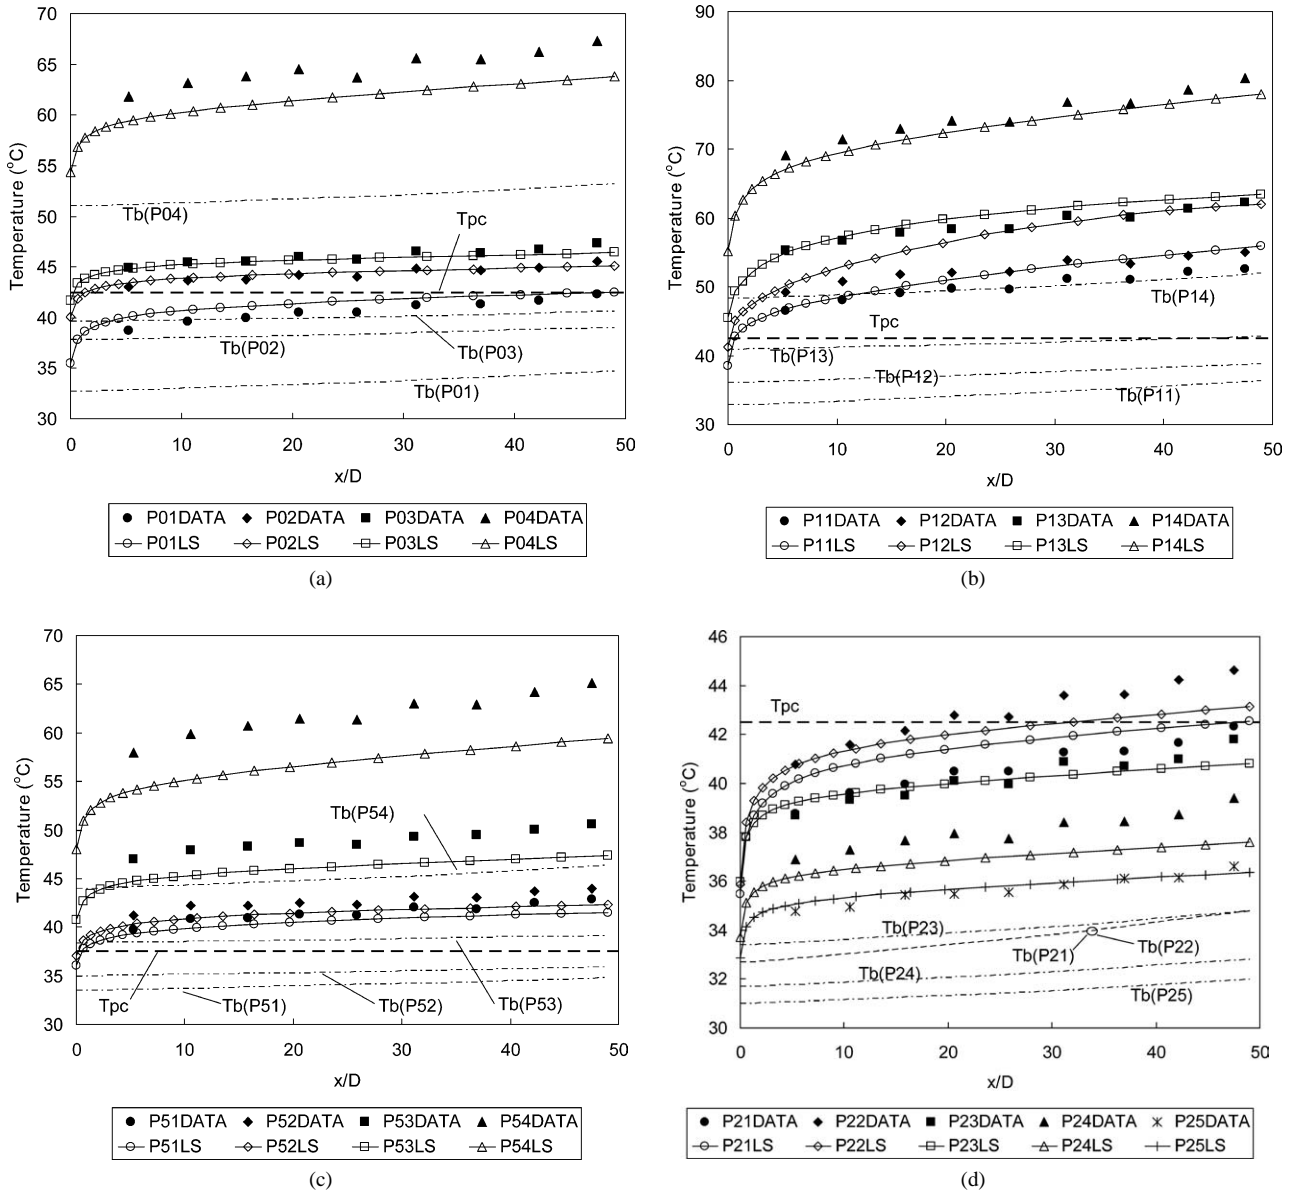 70
65
60
55
50
45
40
35
30
Temperature (°C)
Tb(P04)
Tpc
Tb(P02)
Tb(P03)
Tb(P01)
0 10 20 30 40 50
x/D
P01DATA P02DATA P03DATA P04DATA
P01LS P02LS P03LS P04LS
(a)
90
80
70
60
50
40
30
Temperature (°C)
Tb(P14)
Tpc
Tb(P13)
Tb(P12)
Tb(P11)
0 10 20 30 40 50
x/D
P11DATA P12DATA P13DATA P14DATA
P11LS P12LS P13LS P14LS
(b)
70
65
60
55
50
45
40
35
30
Temperature (°C)
Tb(P54)
Tpc
Tb(P51)
Tb(P52)
Tb(P53)
0 10 20 30 40 50
x/D
P51DATA P52DATA P53DATA P54DATA
P51LS P52LS P53LS P54LS
(c)
46
44
42
40
38
36
34
32
30
Temperature (°C)
Tpc
Tb(P23)
Tb(P21)
Tb(P22)
Tb(P24)
Tb(P25)
0 10 20 30 40 50
x/D
P21DATA P22DATA P23DATA P24DATA P25DATA
P21LS P22LS P23LS P24LS P25LS
(d)